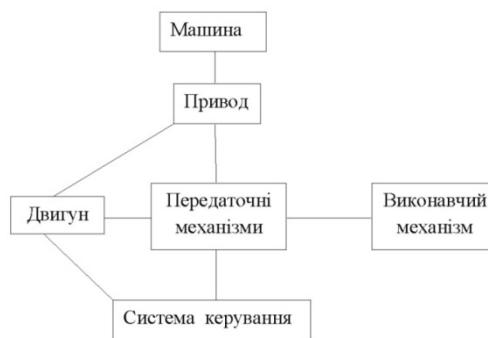 Машина
Привод
Двигун
Передаточні
механізми
Виконавчий
механізм
Система керування